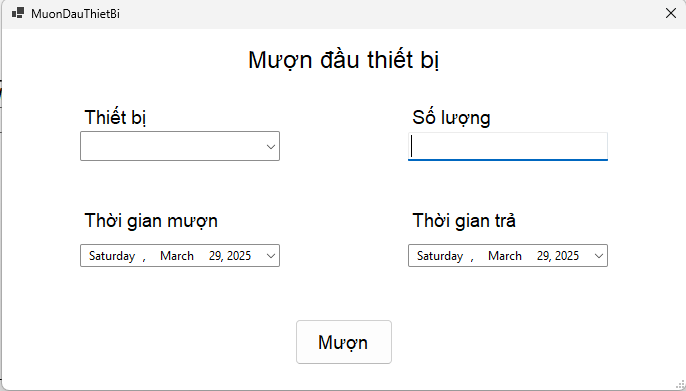 MuonDauThietBi
Mượn đầu thiết bị
Thiết bị Số lượng
Thời gian mượn Thời gian trả
Saturday , March 29, 2025 Saturday , March 29, 2025
Mượn